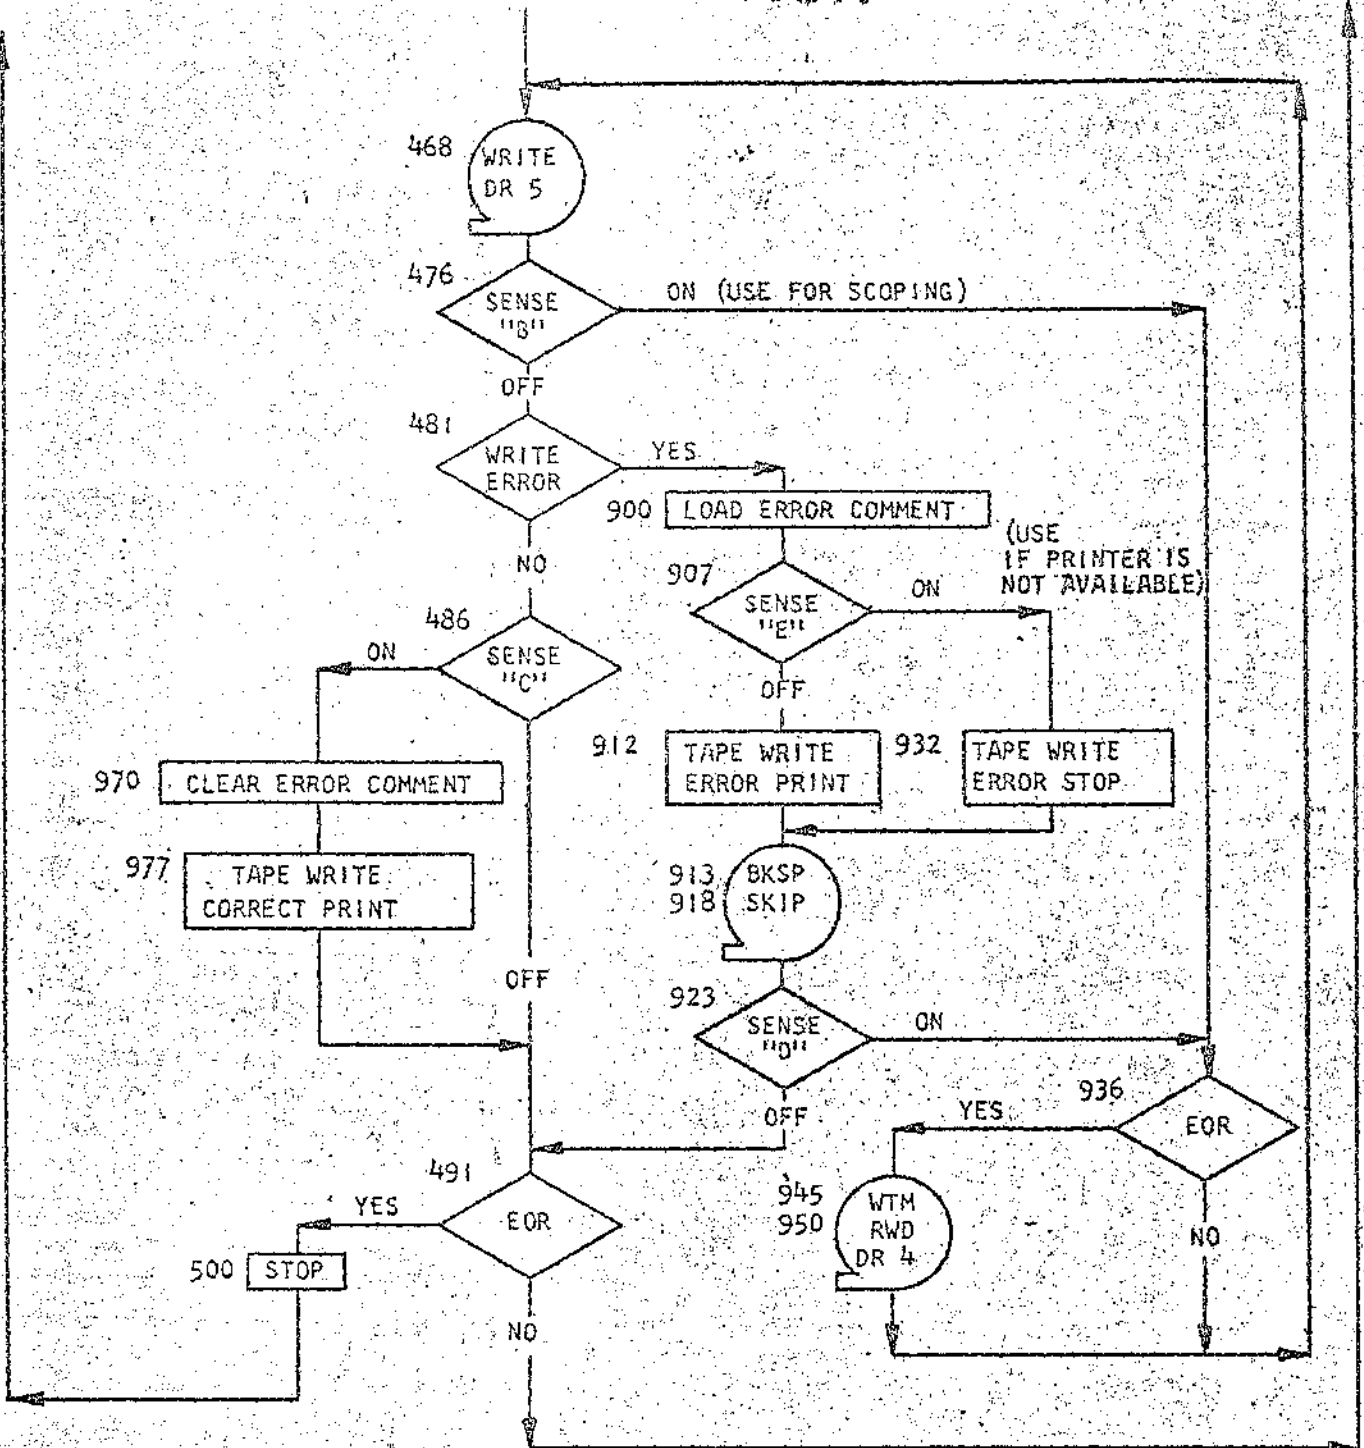 468
WRITE
DR 5
476
SENSE
"B"
ON (USE FOR SCOPING)
OFF
481
WRITE
ERROR
YES
900
LOAD ERROR COMMENT
NO
907
SENSE
"E"
ON
(USE
IF PRINTER IS
NOT AVAILABLE)
486
SENSE
"C"
ON
OFF
912
TAPE WRITE
ERROR PRINT
932
TAPE WRITE
ERROR STOP
970
CLEAR ERROR COMMENT
977
TAPE WRITE
CORRECT PRINT
913
918
BKSP
SKIP
OFF
923
SENSE
"D"
ON
OFF
936
EOR
YES
NO
491
EOR
YES
500
STOP
NO
945
950
WTM
RWD
DR 4